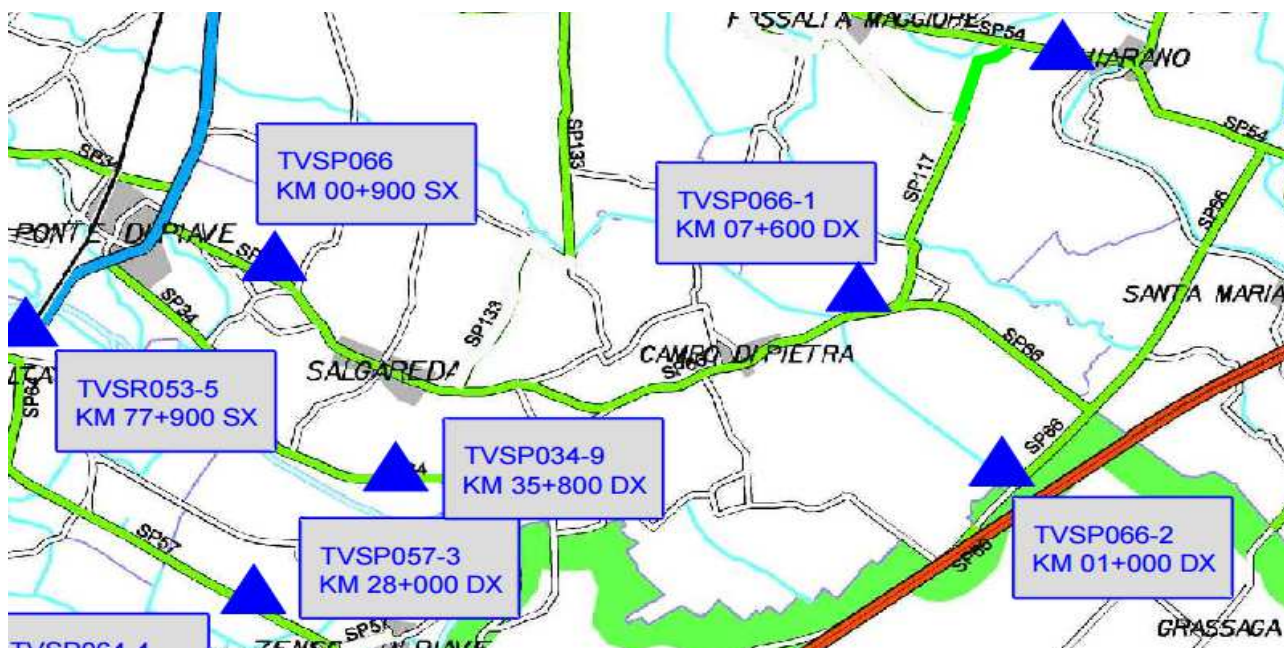 MAGGIORE
SP54
SP34
TVSP066
KM 00+900 SX
SP133
TVSP066-1
KM 07+600 DX
SP117
SP54
PONTE DI PIAVE
SP66
SP34
SP133
SANTA MARIA
SALGAREDA
CAMPO DI PIETRA
SP66
TVSR053-5
KM 77+900 SX
SP66
TVSP034-9
KM 35+800 DX
SP57
TVSP057-3
KM 28+000 DX
TVSP066-2
KM 01+000 DX
SP57
GRASSAGA